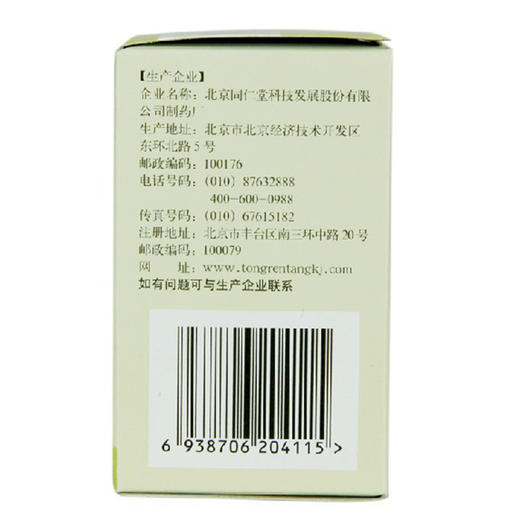 【生产企业】
企业名称：北京同仁堂科技发展股份有限
公司制药厂
生产地址：北京市北京经济技术开发区
东环北路5号
邮政编码：100176
电话号码：(010) 87632888
400-600-0988
传真号码：(010) 67615182
注册地址：北京市丰台区南三环中路20号
邮政编码：100079
网 址：www.tongrentangkj.com
如有问题可与生产企业联系
6 938706 204115 >